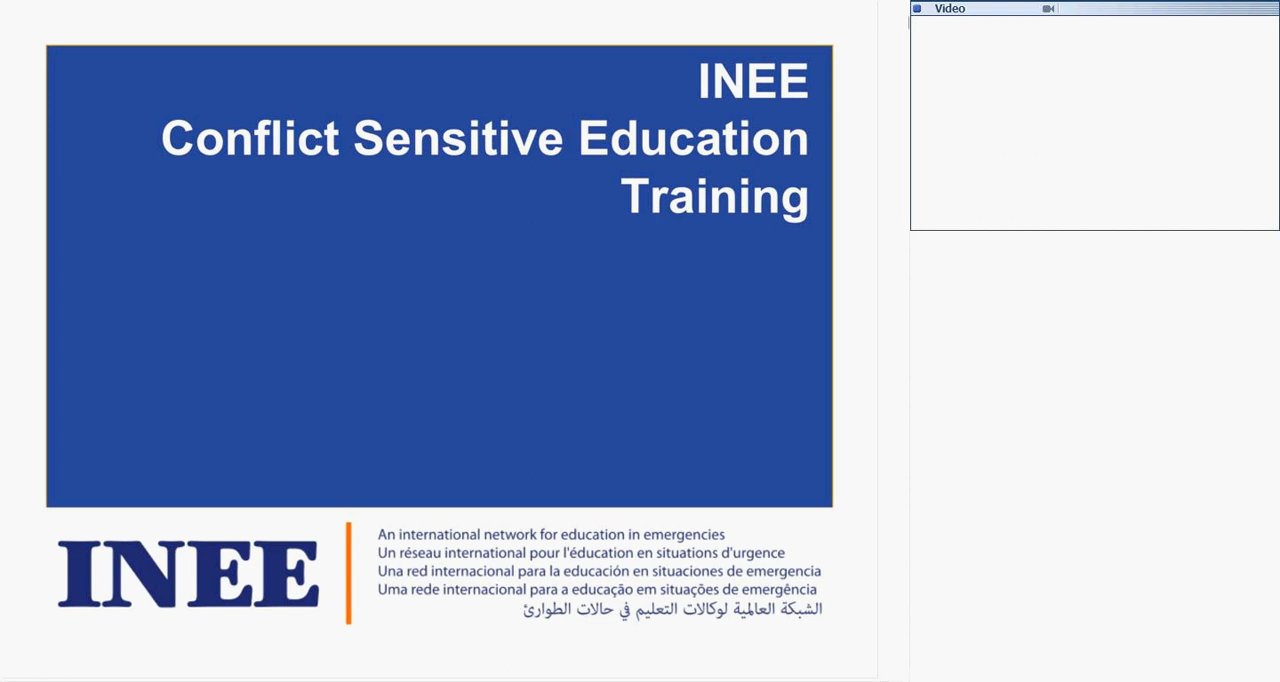 Video
INEE
Conflict Sensitive Education
Training
INEE
An international network for education in emergencies
Un réseau international pour l'éducation en situations d'urgence
Una red internacional para la educación en situaciones de emergencia
Uma rede internacional para a educação em situações de emergência
الشبكة العالمية لوكالات التعليم في حالات الطوارئ